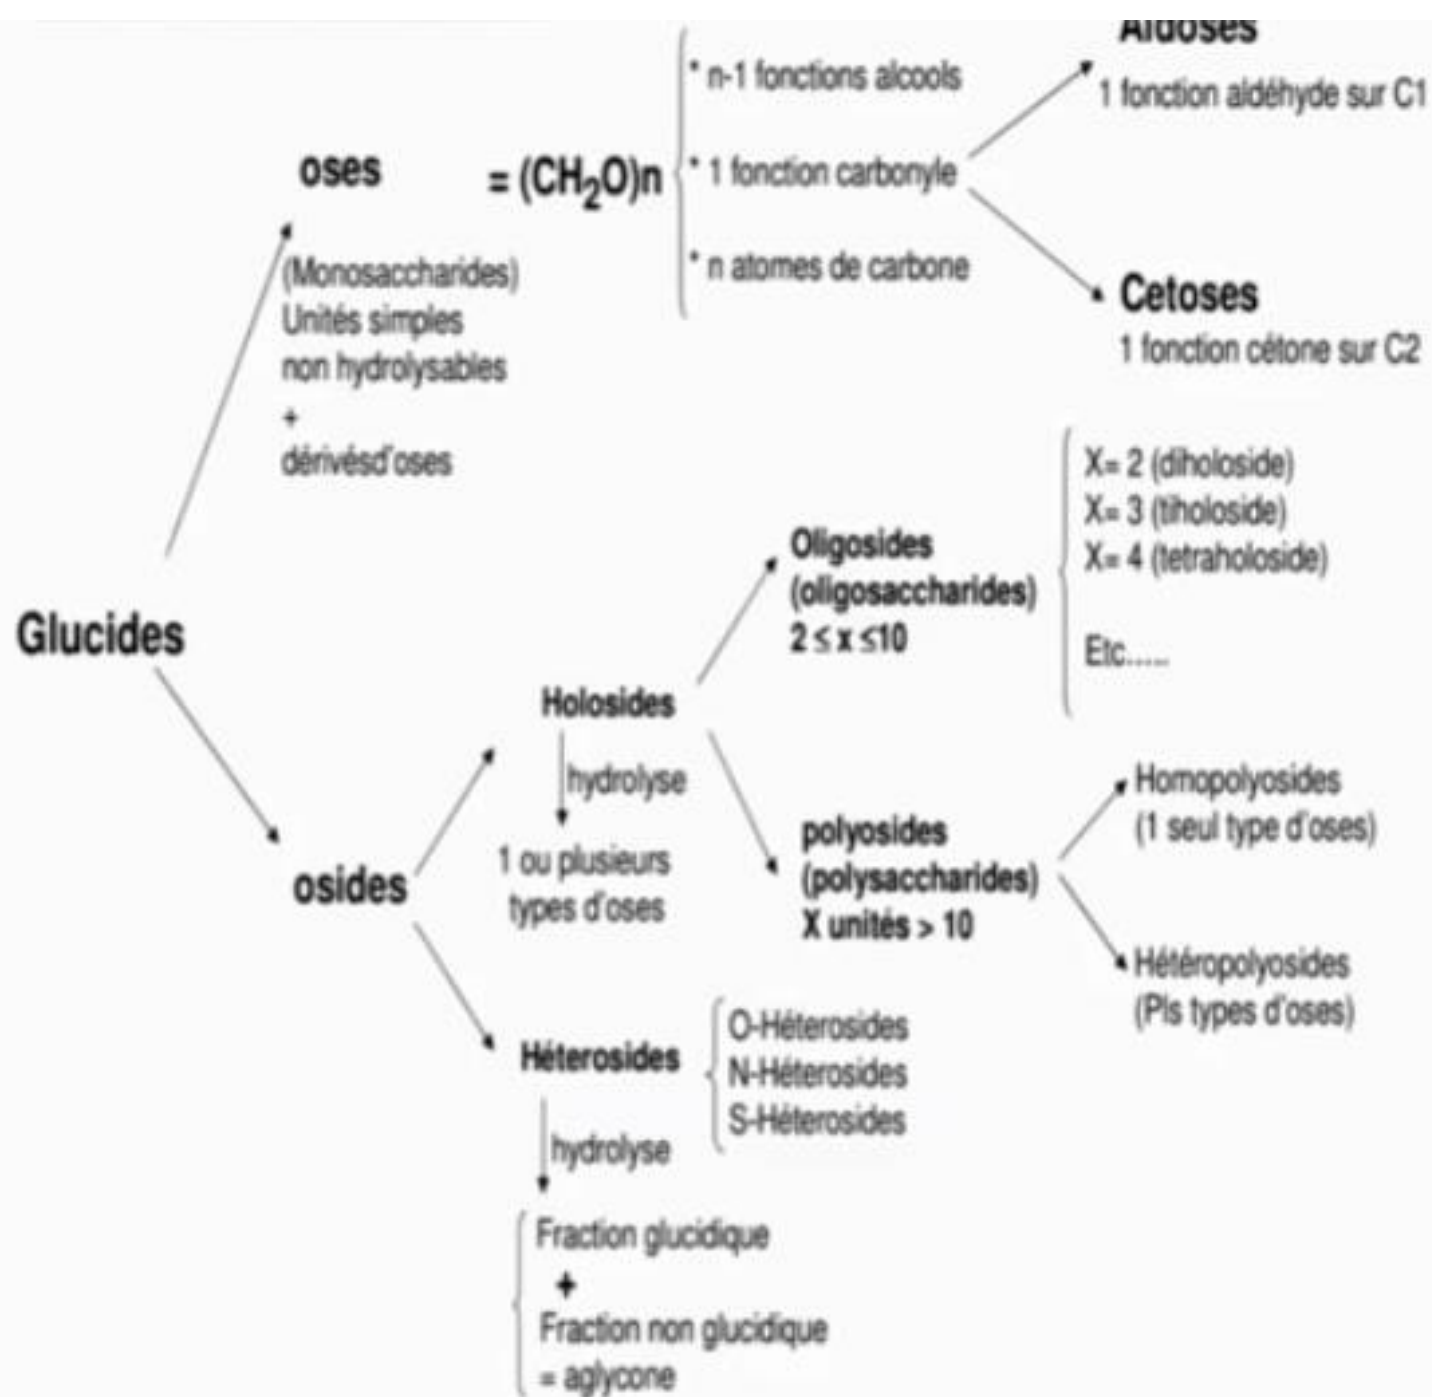 Aldoses
1 fonction aldéhyde sur C1
* n-1 fonctions alcools
oses
= (CH₂O)n
* 1 fonction carbonyle
* n atomes de carbone
(Monosaccharides)
Unités simples
non hydrolysables
+
dérivésd'oses
Cetoses
1 fonction cétone sur C2
Glucides
osides
Holosides
hydrolyse
1 ou plusieurs
types d'oses
Oligosides
(oligosaccharides)
2 ≤ x ≤10
X= 2 (diholoside)
X= 3 (tiholoside)
X= 4 (tetraholoside)
Etc.....
polyosides
(polysaccharides)
X unités > 10
Homopolyosides
(1 seul type d'oses)
Hétéropolyosides
(Pls types d'oses)
Héterosides
O-Héterosides
N-Héterosides
S-Héterosides
hydrolyse
Fraction glucidique
+
Fraction non glucidique
= aglycone